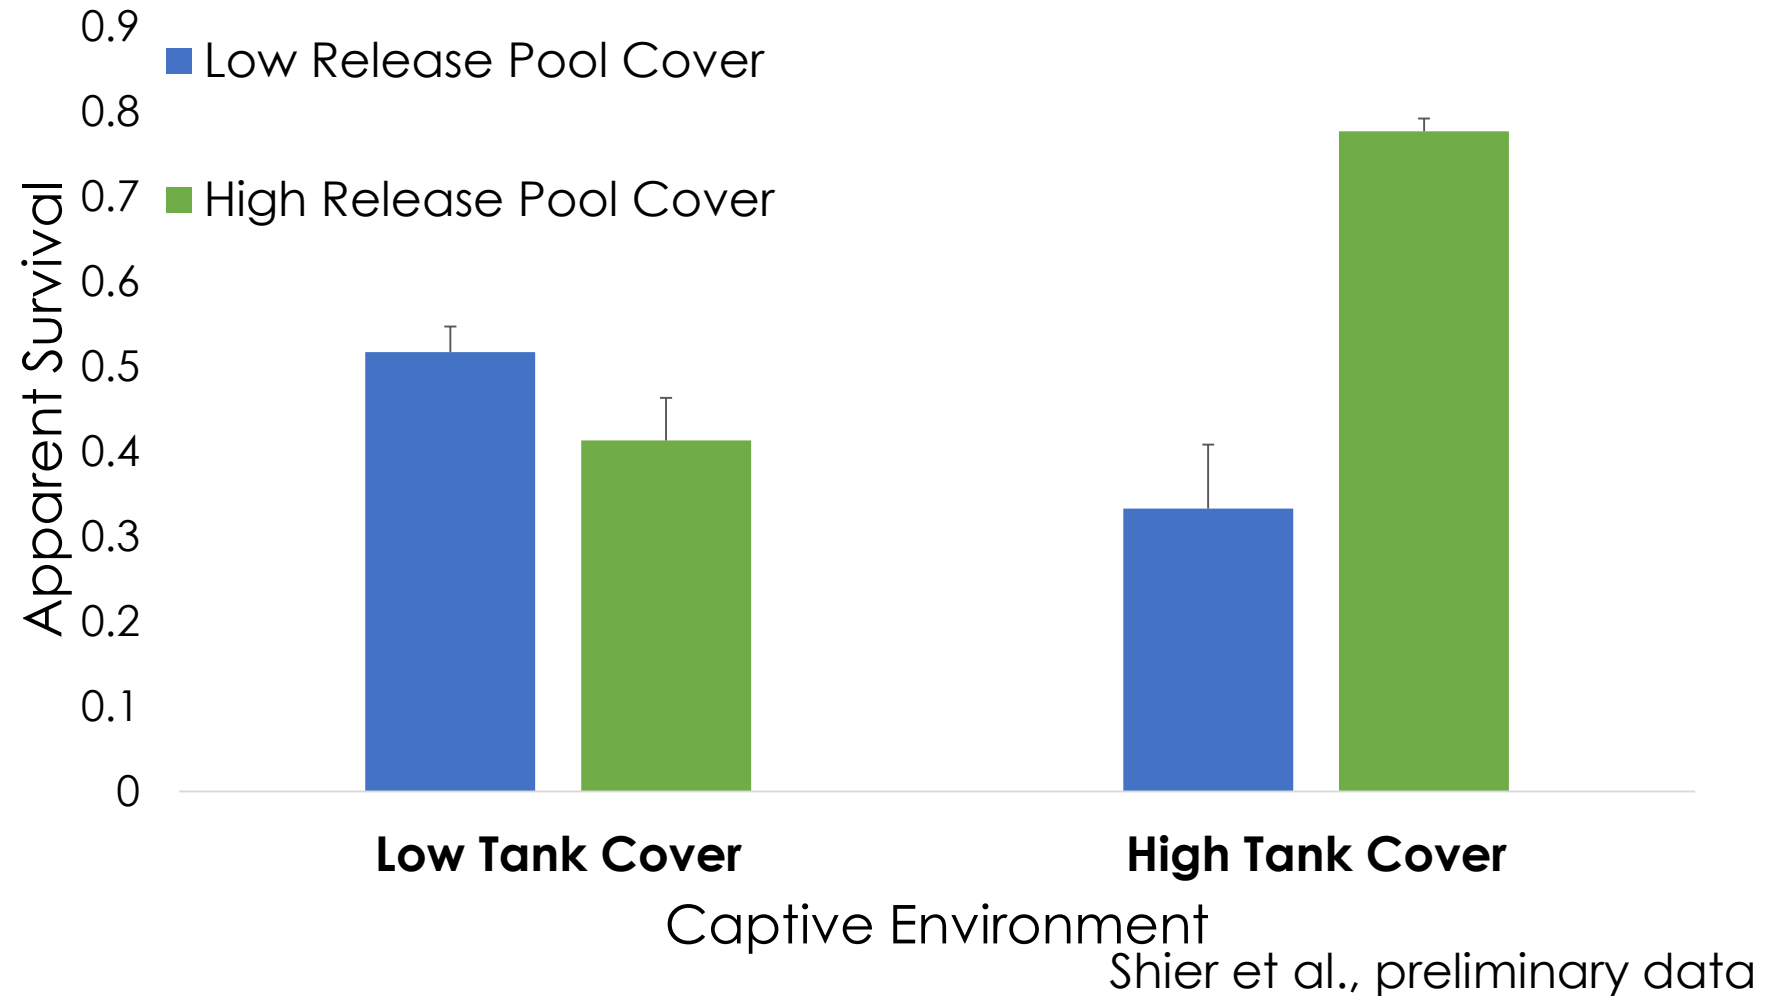 0.9
0.8
0.7
0.6
0.5
0.4
0.3
0.2
0.1
0
Apparent Survival
Low Release Pool Cover
High Release Pool Cover
Low Tank Cover
High Tank Cover
Captive Environment
Shier et al., preliminary data